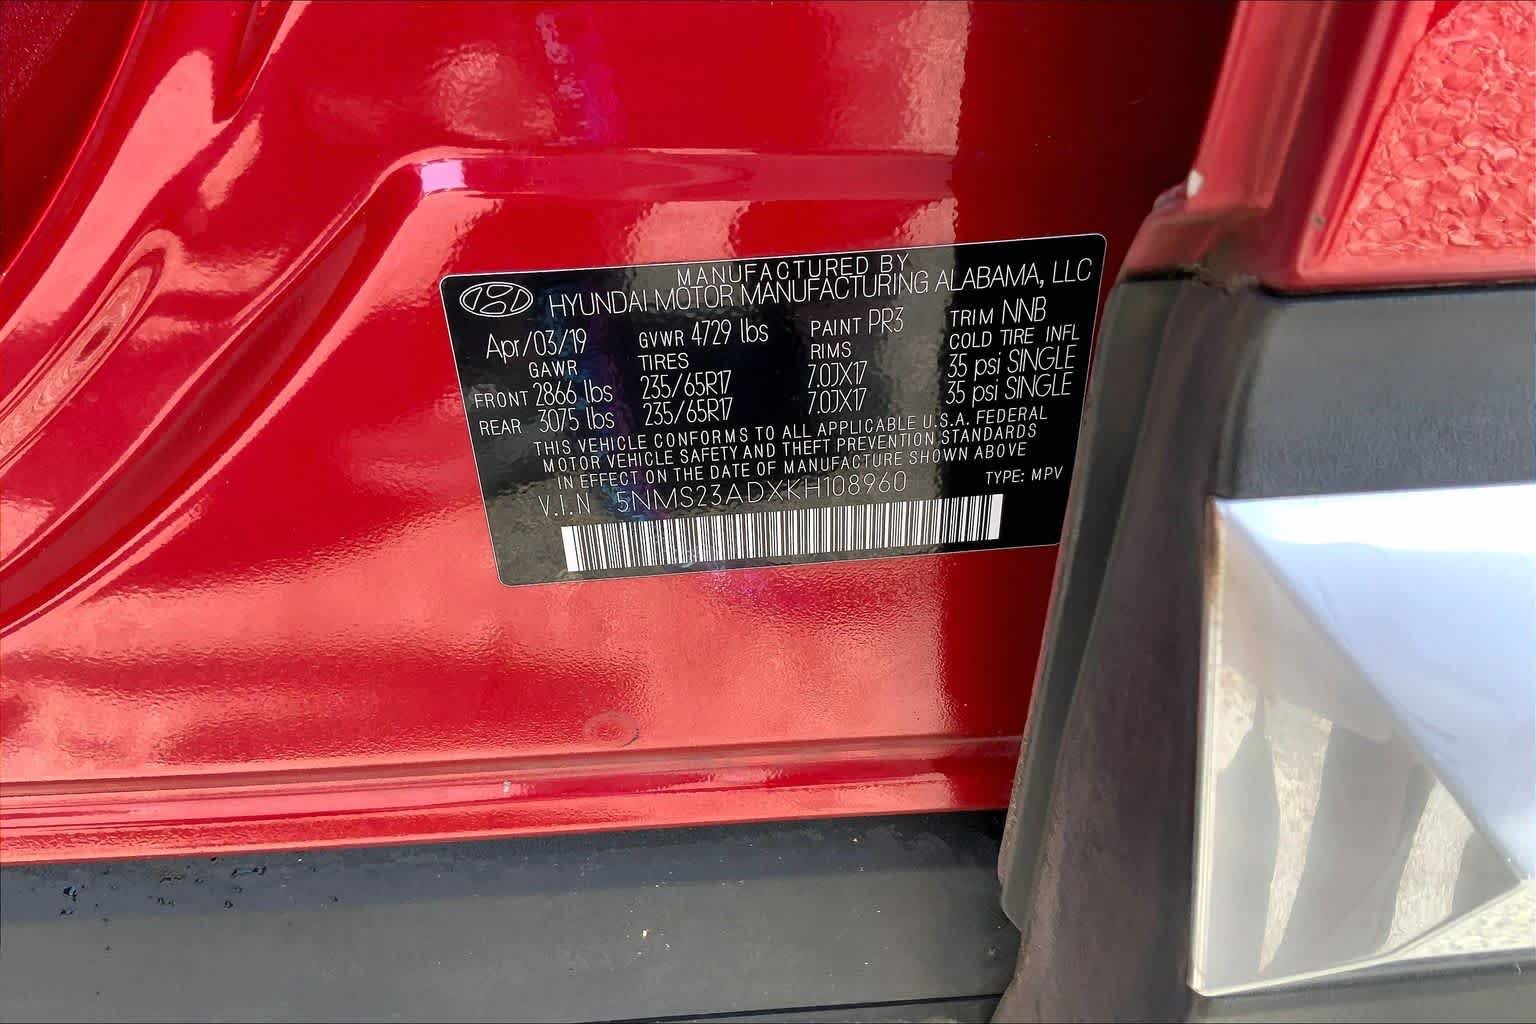 MANUFACTURED BY
HYUNDAI MOTOR MANUFACTURING ALABAMA, LLC
Apr/03/19 GVWR 4729 lbs PAINT PR3 TRIM NNB
GAWR TIRES RIMS COLD TIRE INFL
FRONT 2866 lbs 235/65R17 7.0JX17 35 psi SINGLE
REAR 3075 lbs 235/65R17 7.0JX17 35 psi SINGLE
THIS VEHICLE CONFORMS TO ALL APPLICABLE U.S.A. FEDERAL
MOTOR VEHICLE SAFETY AND THEFT PREVENTION STANDARDS
IN EFFECT ON THE DATE OF MANUFACTURE SHOWN ABOVE
V.I.N 5NMS23ADXKH108960 TYPE: MPV